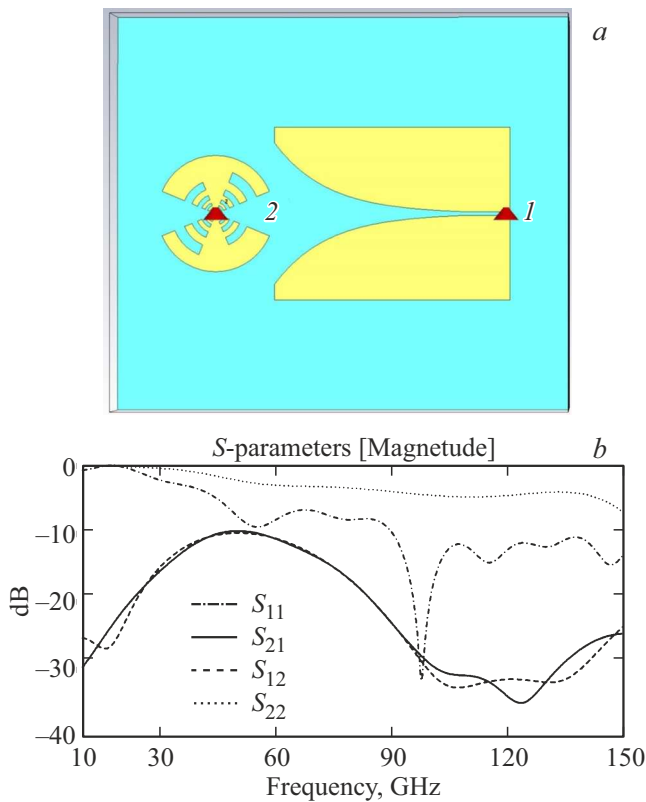 a
2
1
S-parameters [Magnetude]
b
0
−10
−20
−30
−40
dB
S11
S21
S12
S22
10
30
60
90
120
150
Frequency, GHz